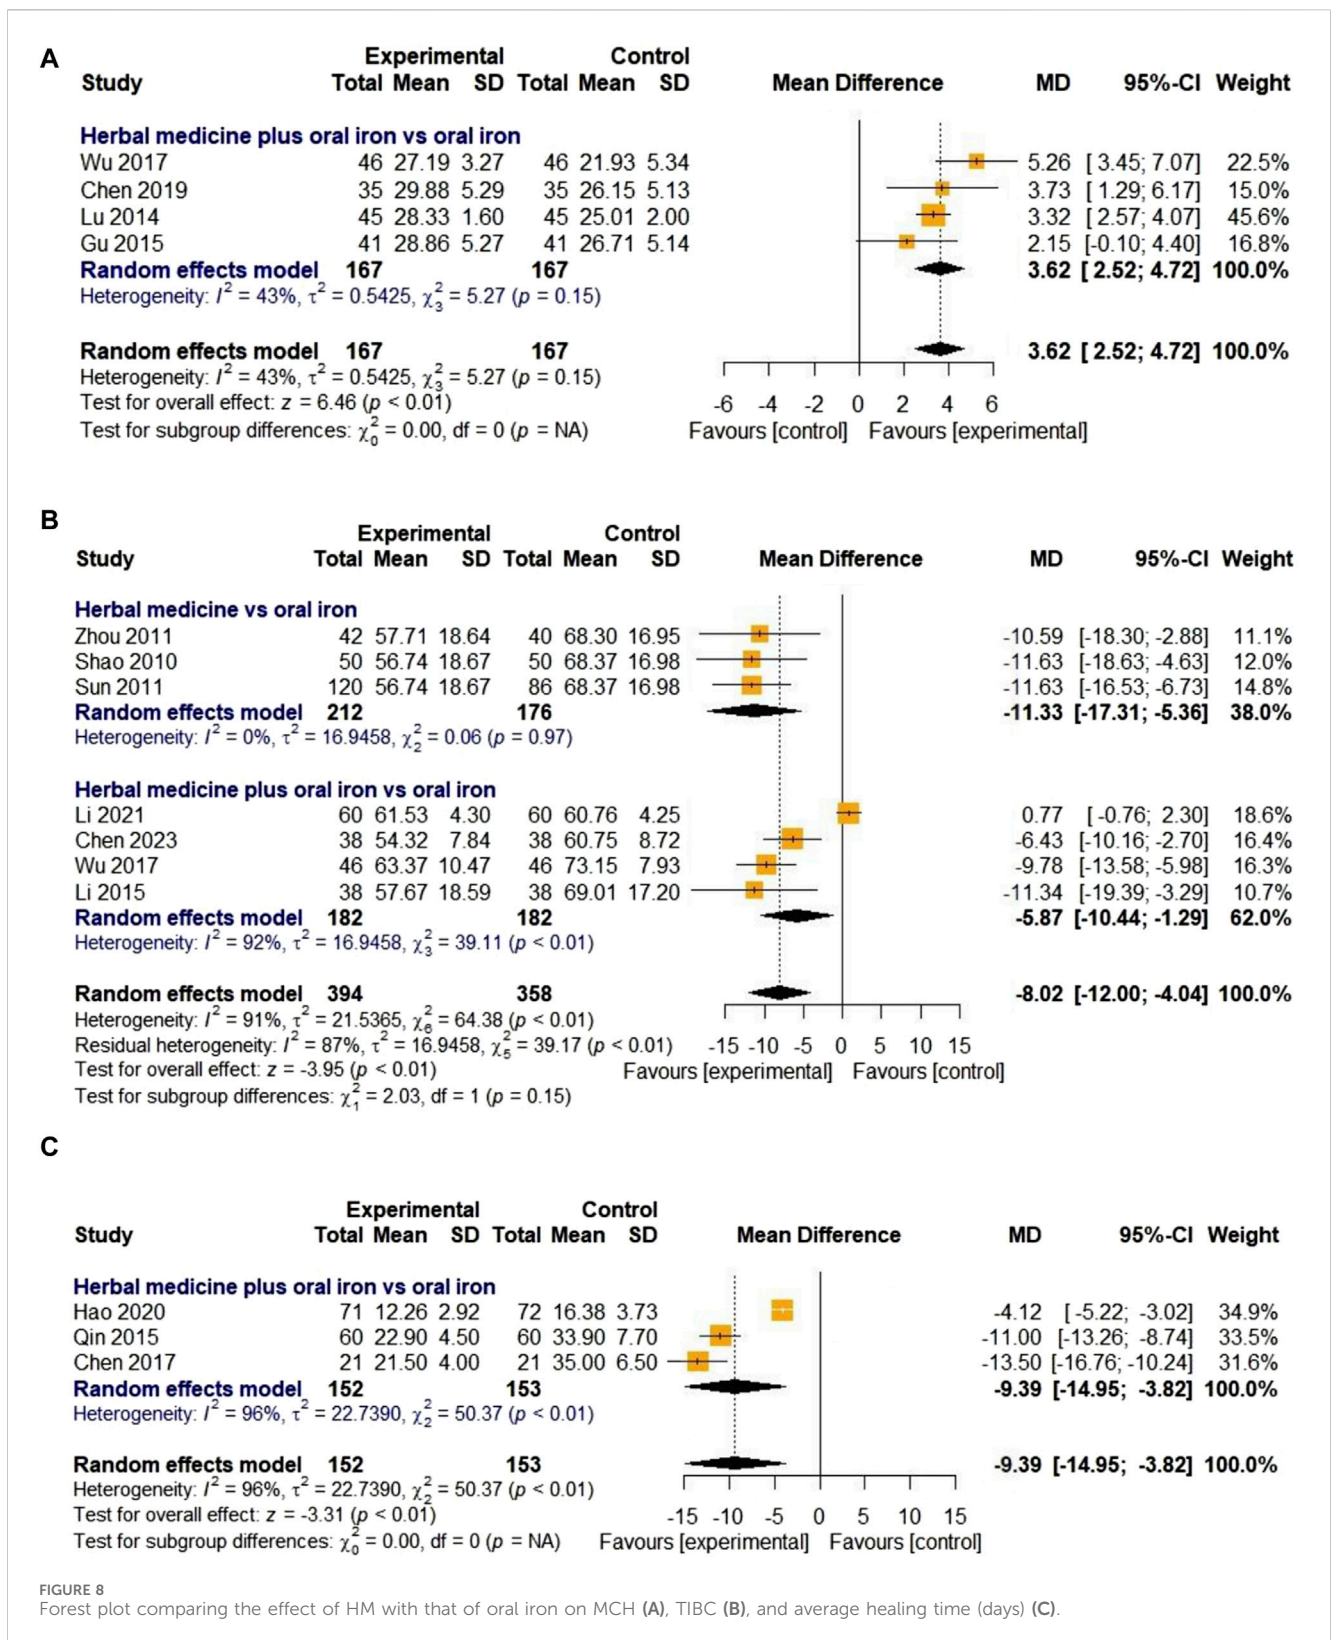 A
Experimental Control
Study Total Mean SD Total Mean SD Mean Difference MD 95%-CI Weight
Herbal medicine plus oral iron vs oral iron
Wu 2017 46 27.19 3.27 46 21.93 5.34 5.26 [ 3.45; 7.07] 22.5%
Chen 2019 35 29.88 5.29 35 26.15 5.13 3.73 [ 1.29; 6.17] 15.0%
Lu 2014 45 28.33 1.60 45 25.01 2.00 3.32 [ 2.57; 4.07] 45.6%
Gu 2015 41 28.86 5.27 41 26.71 5.14 2.15 [-0.10; 4.40] 16.8%
Random effects model 167 167 3.62 [ 2.52; 4.72] 100.0%
Heterogeneity: I² = 43%, τ² = 0.5425, χ²₃ = 5.27 (p = 0.15)
Random effects model 167 167 3.62 [ 2.52; 4.72] 100.0%
Heterogeneity: I² = 43%, τ² = 0.5425, χ²₃ = 5.27 (p = 0.15)
Test for overall effect: z = 6.46 (p < 0.01)
-6 -4 -2 0 2 4 6
Test for subgroup differences: χ²₀ = 0.00, df = 0 (p = NA) Favours [control] Favours [experimental]
B
Experimental Control
Study Total Mean SD Total Mean SD Mean Difference MD 95%-CI Weight
Herbal medicine vs oral iron
Zhou 2011 42 57.71 18.64 40 68.30 16.95 -10.59 [-18.30; -2.88] 11.1%
Shao 2010 50 56.74 18.67 50 68.37 16.98 -11.63 [-18.63; -4.63] 12.0%
Sun 2011 120 56.74 18.67 86 68.37 16.98 -11.63 [-16.53; -6.73] 14.8%
Random effects model 212 176 -11.33 [-17.31; -5.36] 38.0%
Heterogeneity: I² = 0%, τ² = 16.9458, χ²₂ = 0.06 (p = 0.97)
Herbal medicine plus oral iron vs oral iron
Li 2021 60 61.53 4.30 60 60.76 4.25 0.77 [-0.76; 2.30] 18.6%
Chen 2023 38 54.32 7.84 38 60.75 8.72 -6.43 [-10.16; -2.70] 16.4%
Wu 2017 46 63.37 10.47 46 73.15 7.93 -9.78 [-13.58; -5.98] 16.3%
Li 2015 38 57.67 18.59 38 69.01 17.20 -11.34 [-19.39; -3.29] 10.7%
Random effects model 182 182 -5.87 [-10.44; -1.29] 62.0%
Heterogeneity: I² = 92%, τ² = 16.9458, χ²₃ = 39.11 (p < 0.01)
Random effects model 394 358 -8.02 [-12.00; -4.04] 100.0%
Heterogeneity: I² = 91%, τ² = 21.5365, χ²₆ = 64.38 (p < 0.01)
Residual heterogeneity: I² = 87%, τ² = 16.9458, χ²₅ = 39.17 (p < 0.01) -15 -10 -5 0 5 10 15
Test for overall effect: z = -3.95 (p < 0.01) Favours [experimental] Favours [control]
Test for subgroup differences: χ²₁ = 2.03, df = 1 (p = 0.15)
C
Experimental Control
Study Total Mean SD Total Mean SD Mean Difference MD 95%-CI Weight
Herbal medicine plus oral iron vs oral iron
Hao 2020 71 12.26 2.92 72 16.38 3.73 -4.12 [-5.22; -3.02] 34.9%
Qin 2015 60 22.90 4.50 60 33.90 7.70 -11.00 [-13.26; -8.74] 33.5%
Chen 2017 21 21.50 4.00 21 35.00 6.50 -13.50 [-16.76; -10.24] 31.6%
Random effects model 152 153 -9.39 [-14.95; -3.82] 100.0%
Heterogeneity: I² = 96%, τ² = 22.7390, χ²₂ = 50.37 (p < 0.01)
Random effects model 152 153 -9.39 [-14.95; -3.82] 100.0%
Heterogeneity: I² = 96%, τ² = 22.7390, χ²₂ = 50.37 (p < 0.01)
Test for overall effect: z = -3.31 (p < 0.01) -15 -10 -5 0 5 10 15
Test for subgroup differences: χ²₀ = 0.00, df = 0 (p = NA) Favours [experimental] Favours [control]
FIGURE 8
Forest plot comparing the effect of HM with that of oral iron on MCH (A), TIBC (B), and average healing time (days) (C).